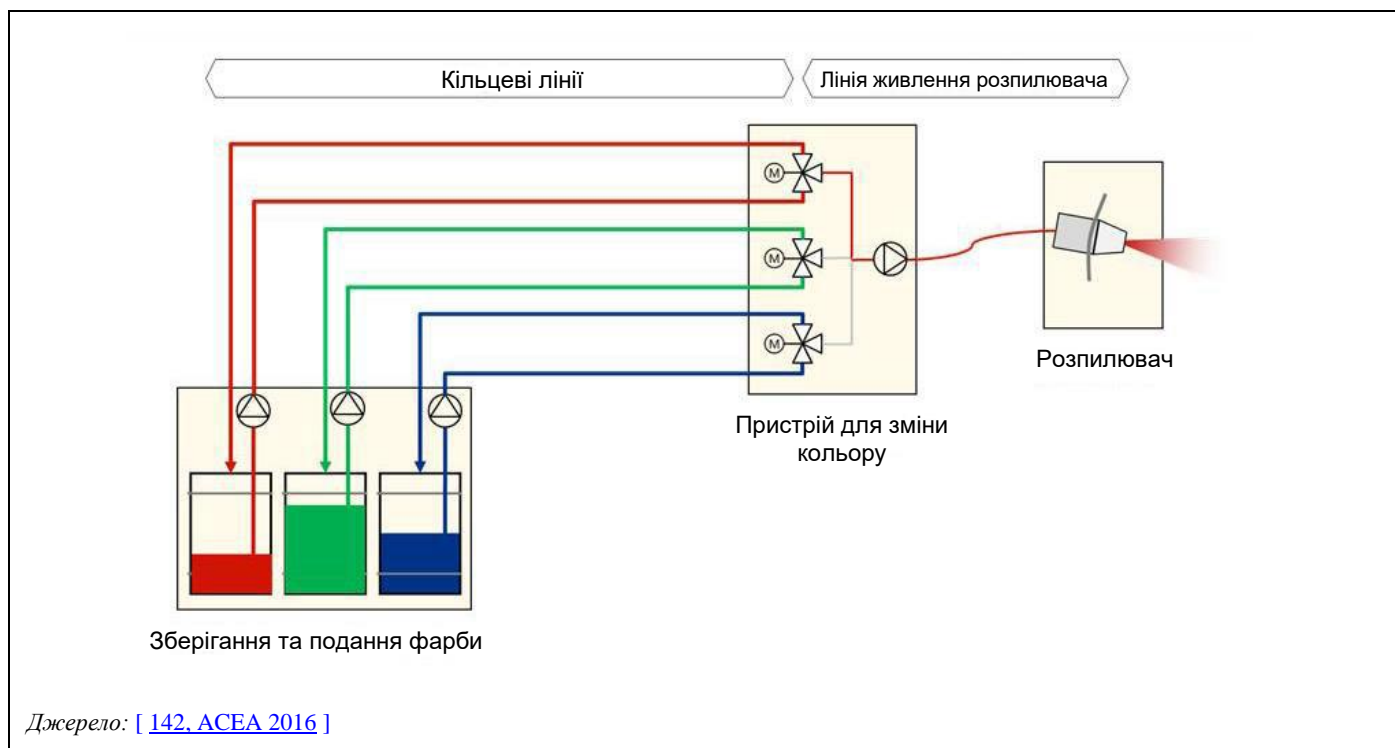 Кільцеві лінії
Лінія живлення розпилювача
M
M
M
Розпилювач
Пристрій для зміни
кольору
Зберігання та подання фарби
Джерело: [ 142, ACEA 2016 ]